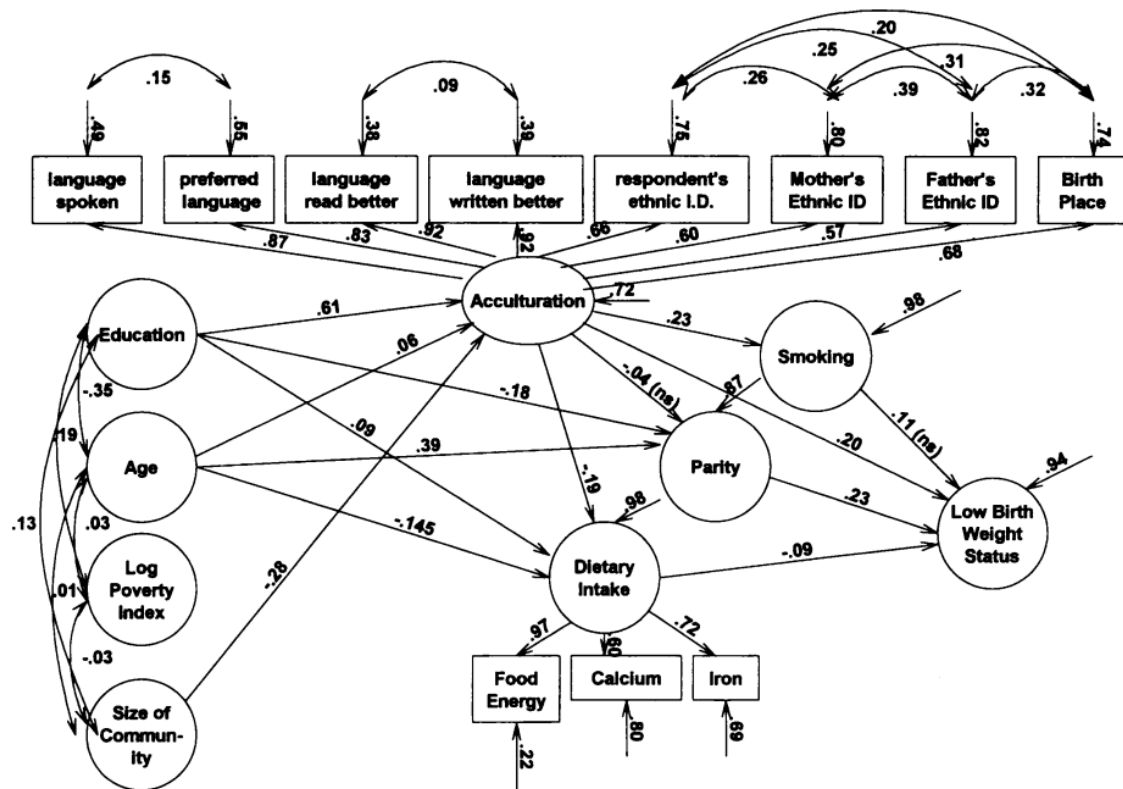 .20
.25
.31
.15
.09
.26
.39
.32
.49
.55
.38
.39
.75
.80
.82
.74
language spoken
preferred language
language read better
language written better
respondent's ethnic I.D.
Mother's Ethnic ID
Father's Ethnic ID
Birth Place
.87
.83
.92
.92
.66
.60
.57
.68
Acculturation
.72
Education
.61
.23
.98
Smoking
.06
-.35
-.18
-.04 (ns)
.87
.11 (ns)
.19
.09
.39
.20
Age
Parity
.94
-.19
.23
Low Birth
Weight
Status
.13
.03
-.145
.98
-.28
-.09
Log
Poverty
Index
Dietary
Intake
.01
-.03
.97
.60
.72
Food
Energy
Calcium
Iron
Size of
Commun-
ity
.22
.80
.69